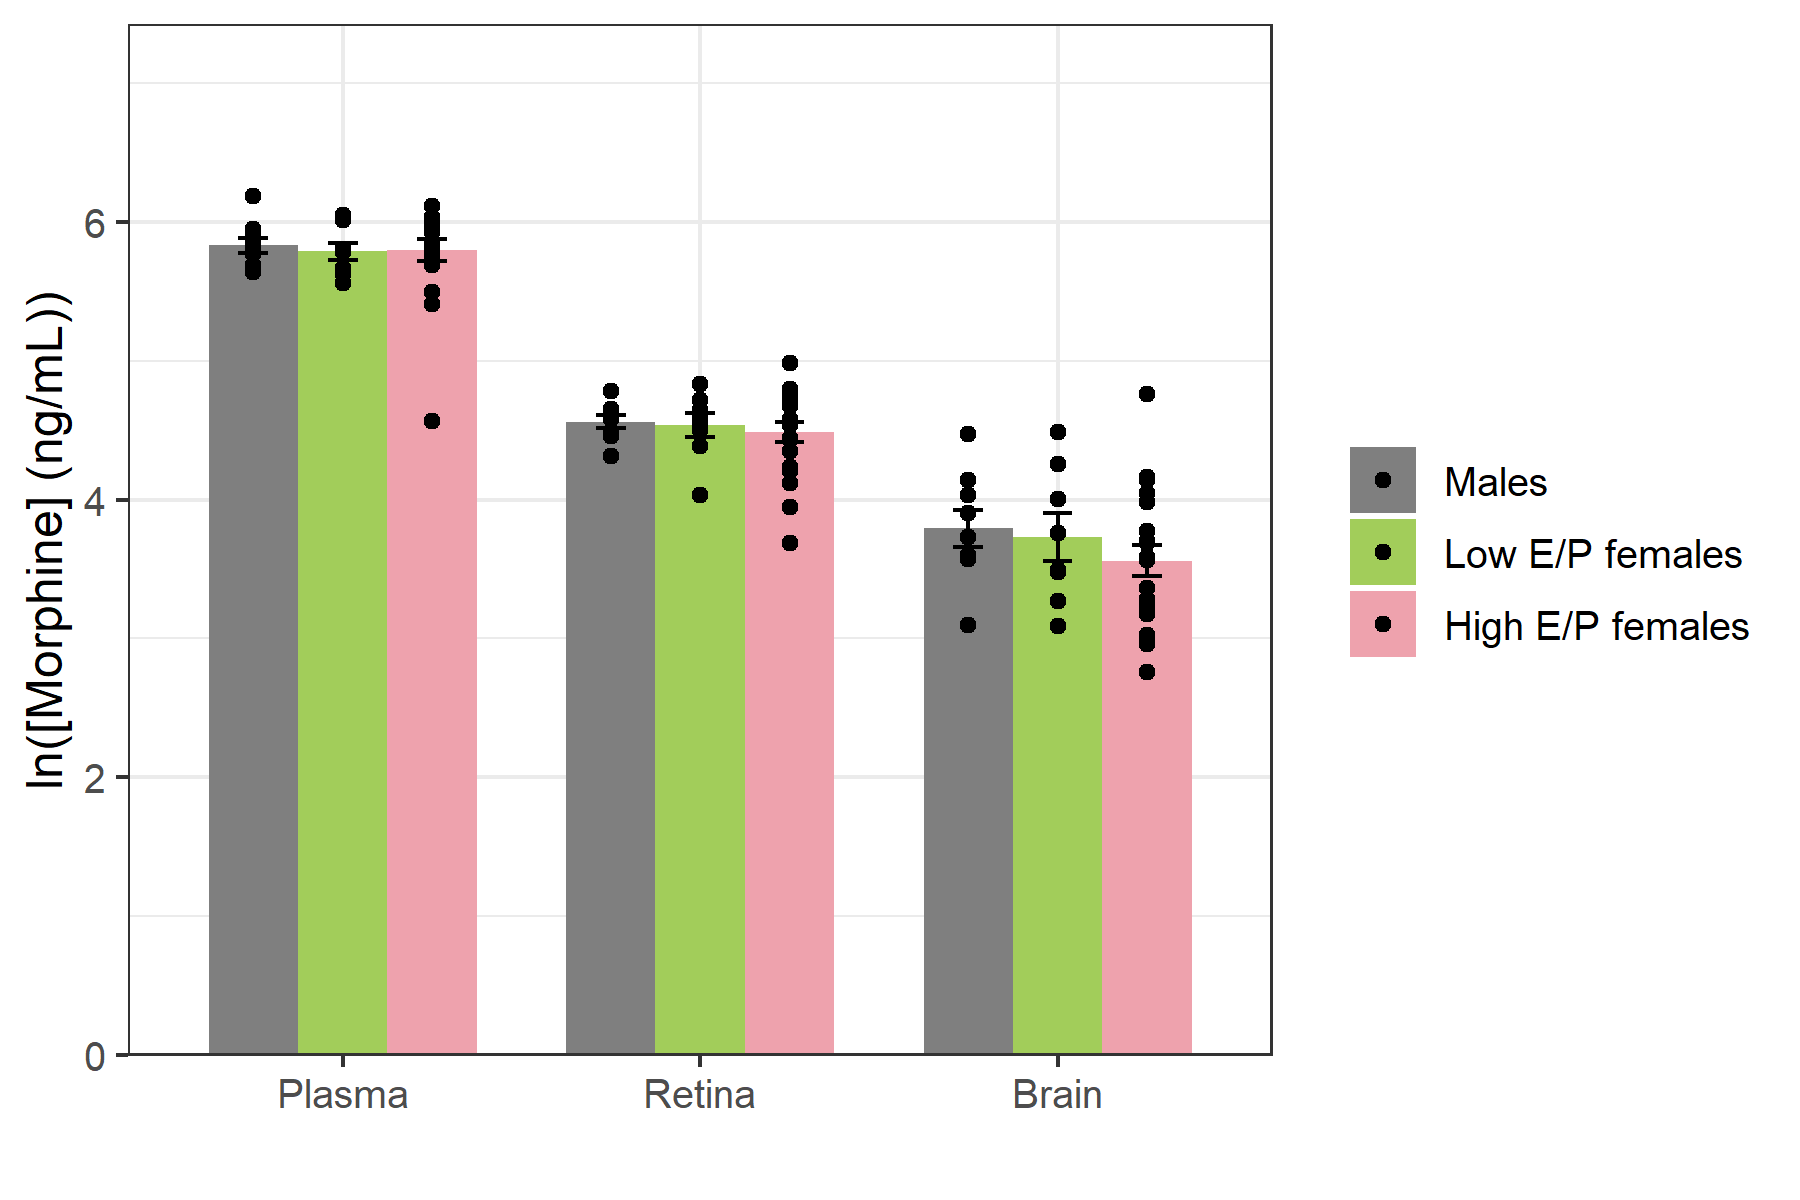 ln([Morphine] (ng/mL))
6
4
2
0
Plasma Retina Brain
Males
Low E/P females
High E/P females